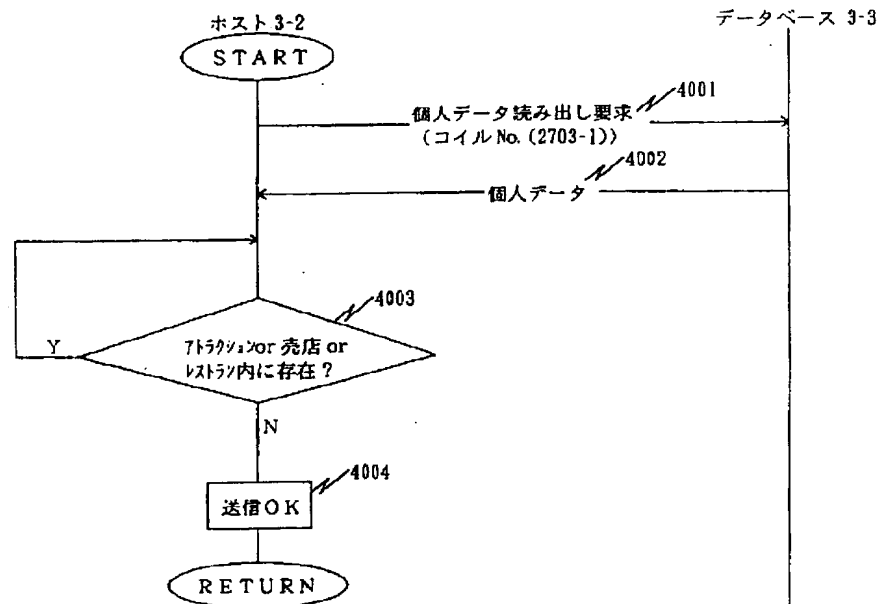 ホスト 3-2
データベース 3-3
START
4001
個人データ読み出し要求
(コイル No. (2703-1))
4002
個人データ
4003
アトラクション or 売店 or
レストラン内に存在？
Y
N
4004
送信OK
RETURN